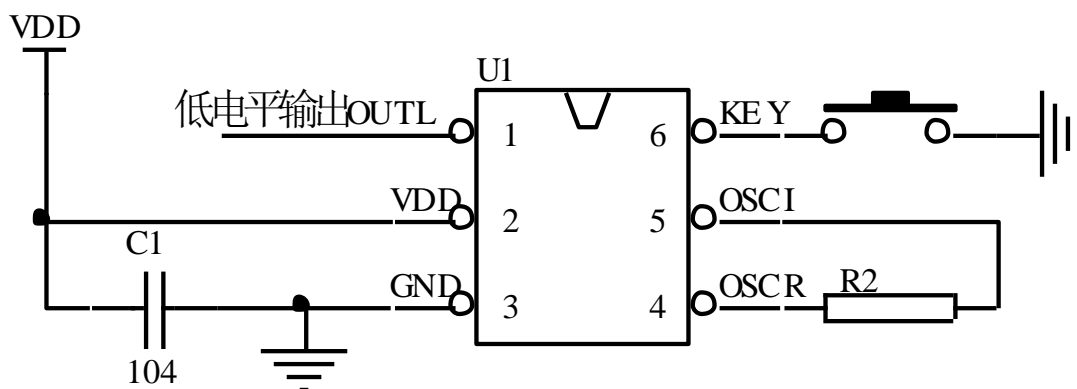 VDD
U1
低电平输出OUTL
1
6
KEY
VDD
2
5
OSCI
C1
GND
3
4
OSCR
R2
104